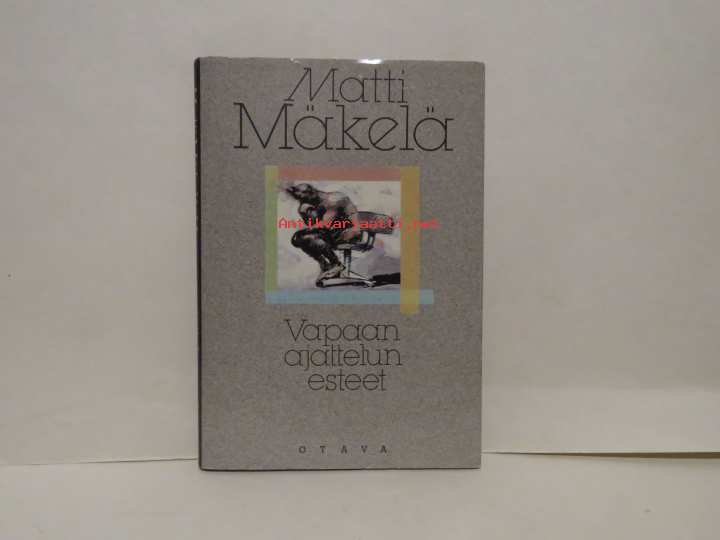 Matti
Mäkelä
Antikvariaatti.net
Vapaan
ajattelun
esteet
OTAVA